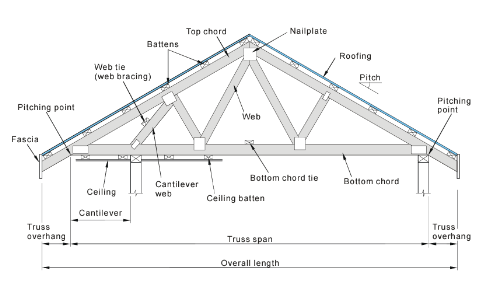 Top chord
Nailplate
Battens
Roofing
Web tie
(web bracing)
Pitch
Pitching point
Pitching
point
Web
Fascia
Ceiling
Cantilever
web
Bottom chord tie
Bottom chord
Ceiling batten
Cantilever
Truss
overhang
Truss span
Truss
overhang
Overall length